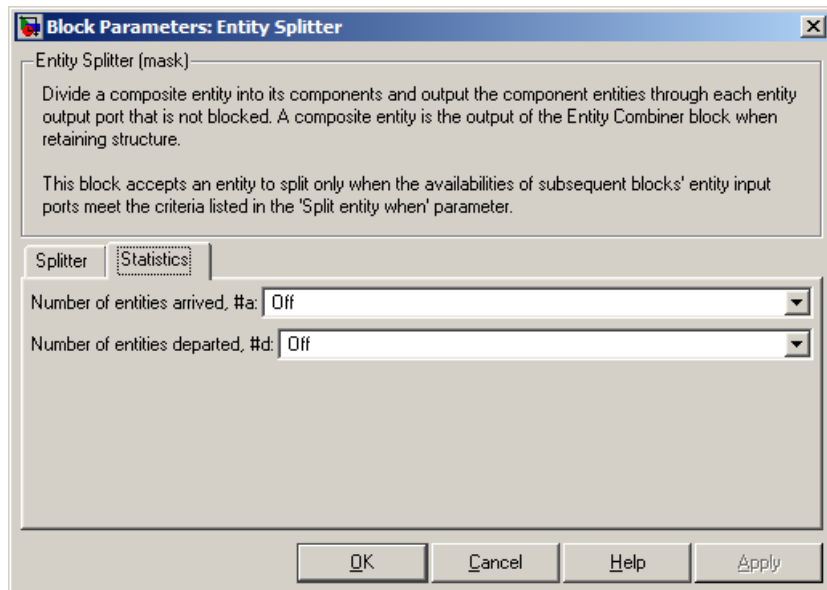 Block Parameters: Entity Splitter
Entity Splitter (mask)
Divide a composite entity into its components and output the component entities through each entity
output port that is not blocked. A composite entity is the output of the Entity Combiner block when
retaining structure.
This block accepts an entity to split only when the availabilities of subsequent blocks' entity input
ports meet the criteria listed in the 'Split entity when' parameter.
Splitter Statistics
Number of entities arrived, #a: Off
Number of entities departed, #d: Off
OK Cancel Help Apply